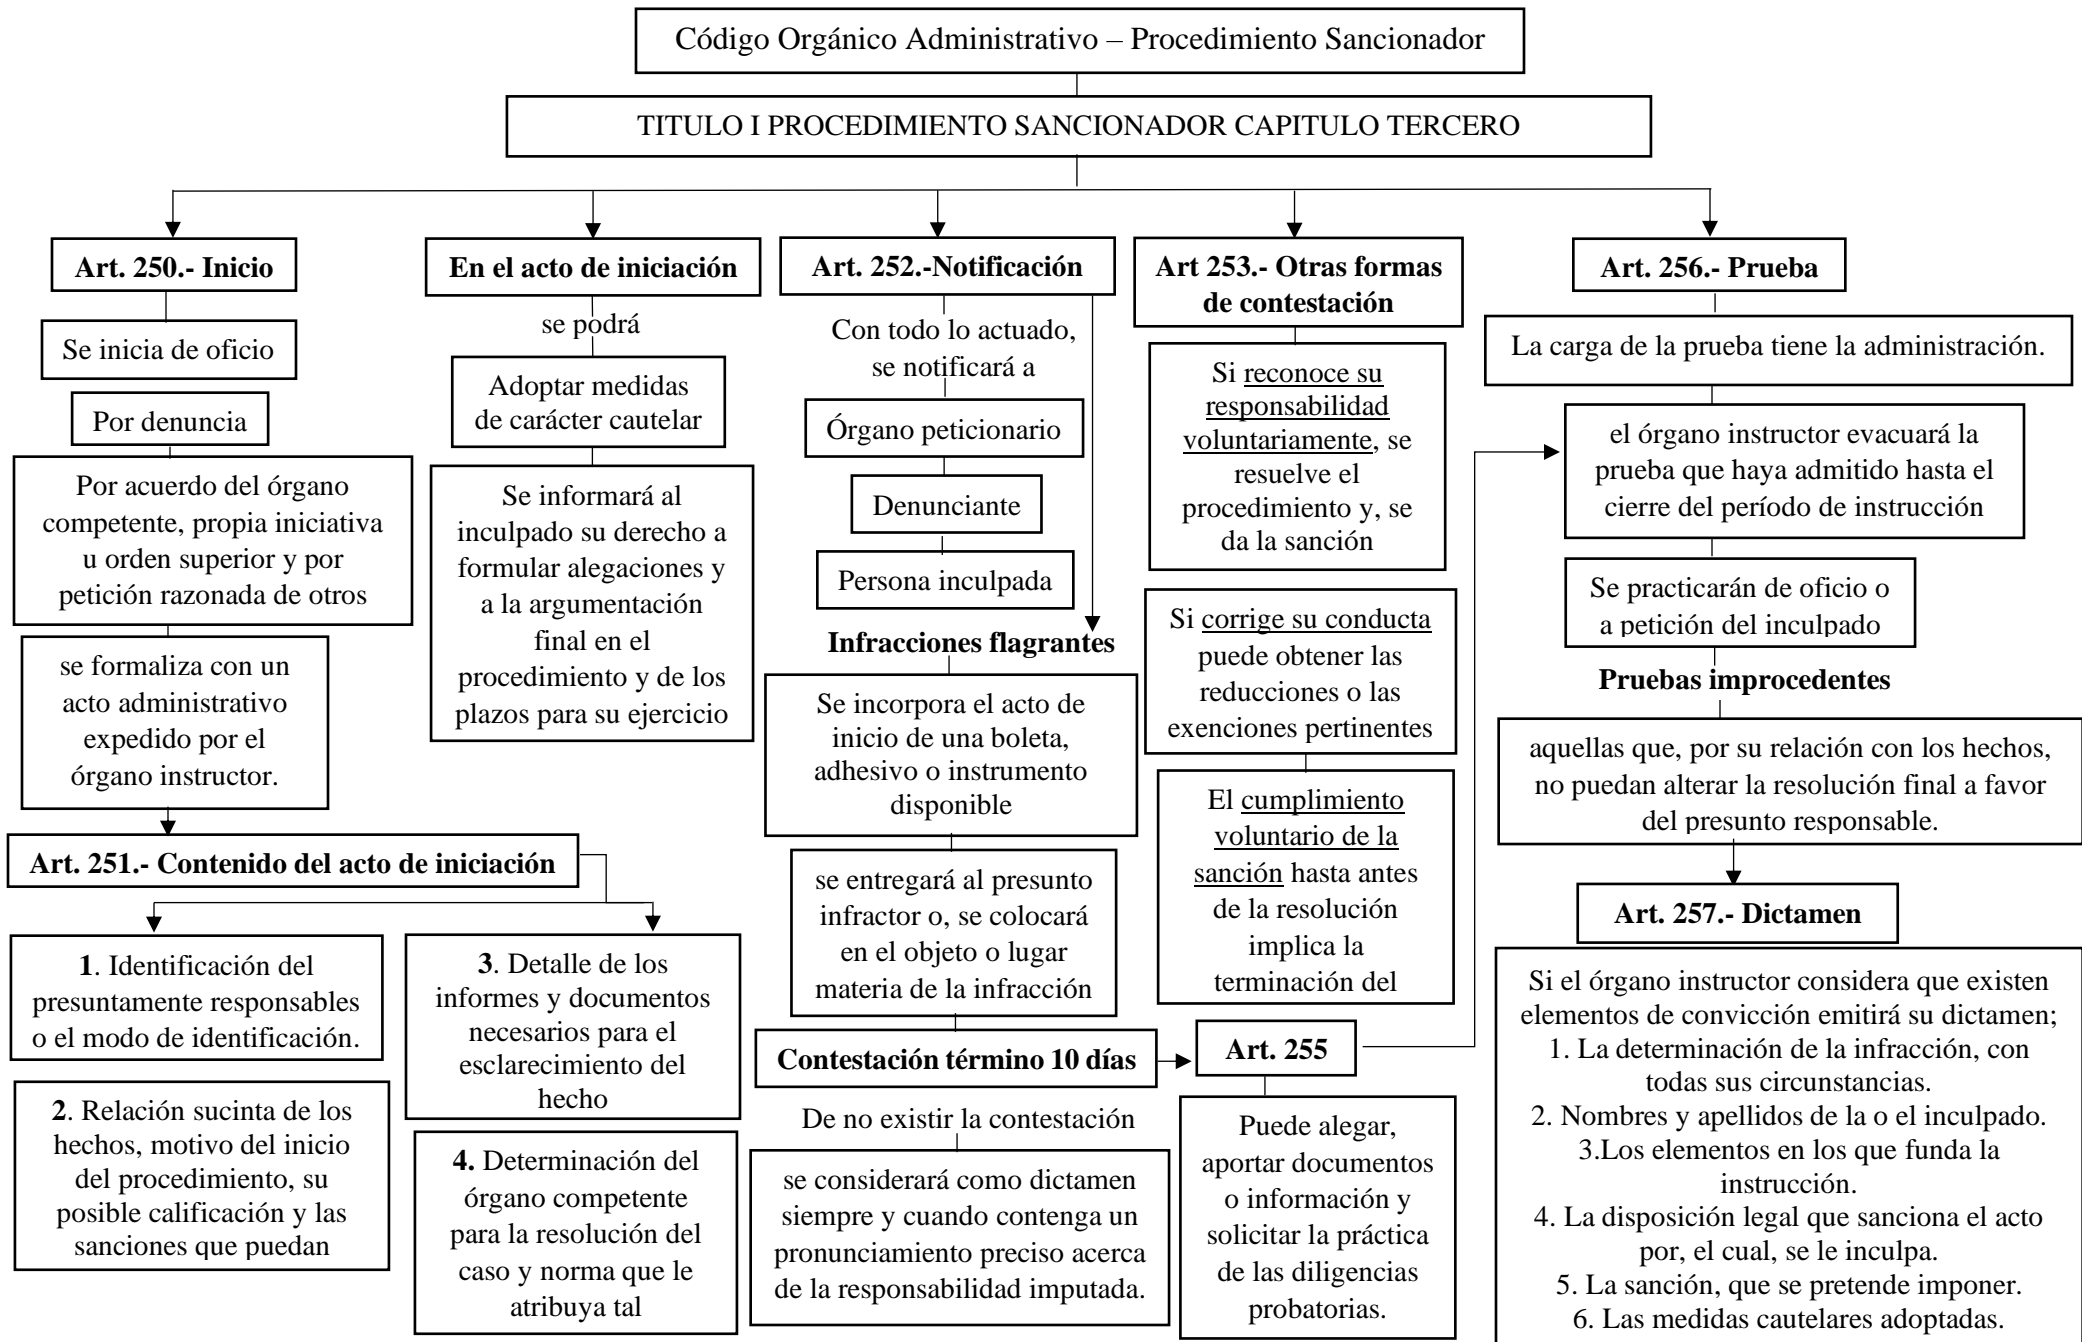 Código Orgánico Administrativo – Procedimiento Sancionador
TITULO I PROCEDIMIENTO SANCIONADOR CAPITULO TERCERO
Art. 250.- Inicio
Se inicia de oficio
Por denuncia
Por acuerdo del órgano
competente, propia iniciativa
u orden superior y por
petición razonada de otros
se formaliza con un
acto administrativo
expedido por el
órgano instructor.
Art. 251.- Contenido del acto de iniciación
1. Identificación del
presuntamente responsables
o el modo de identificación.
2. Relación sucinta de los
hechos, motivo del inicio
del procedimiento, su
posible calificación y las
sanciones que puedan
3. Detalle de los
informes y documentos
necesarios para el
esclarecimiento del
hecho
4. Determinación del
órgano competente
para la resolución del
caso y norma que le
atribuya tal
En el acto de iniciación
se podrá
Adoptar medidas
de carácter cautelar
Se informará al
inculpado su derecho a
formular alegaciones y
a la argumentación
final en el
procedimiento y de los
plazos para su ejercicio
Art. 252.-Notificación
Con todo lo actuado,
se notificará a
Órgano peticionario
Denunciante
Persona inculpada
Infracciones flagrantes
Se incorpora el acto de
inicio de una boleta,
adhesivo o instrumento
disponible
se entregará al presunto
infractor o, se colocará
en el objeto o lugar
materia de la infracción
Contestación término 10 días
De no existir la contestación
se considerará como dictamen
siempre y cuando contenga un
pronunciamiento preciso acerca
de la responsabilidad imputada.
Art 253.- Otras formas
de contestación
Si reconoce su
responsabilidad
voluntariamente, se
resuelve el
procedimiento y, se
da la sanción
Si corrige su conducta
puede obtener las
reducciones o las
exenciones pertinentes
El cumplimiento
voluntario de la
sanción hasta antes
de la resolución
implica la
terminación del
Art. 255
Puede alegar,
aportar documentos
o información y
solicitar la práctica
de las diligencias
probatorias.
Art. 256.- Prueba
La carga de la prueba tiene la administración.
el órgano instructor evacuará la
prueba que haya admitido hasta el
cierre del período de instrucción
Se practicarán de oficio o
a petición del inculpado
Pruebas improcedentes
aquellas que, por su relación con los hechos,
no puedan alterar la resolución final a favor
del presunto responsable.
Art. 257.- Dictamen
Si el órgano instructor considera que existen
elementos de convicción emitirá su dictamen;
1. La determinación de la infracción, con
todas sus circunstancias.
2. Nombres y apellidos de la o el inculpado.
3.Los elementos en los que funda la
instrucción.
4. La disposición legal que sanciona el acto
por, el cual, se le inculpa.
5. La sanción, que se pretende imponer.
6. Las medidas cautelares adoptadas.